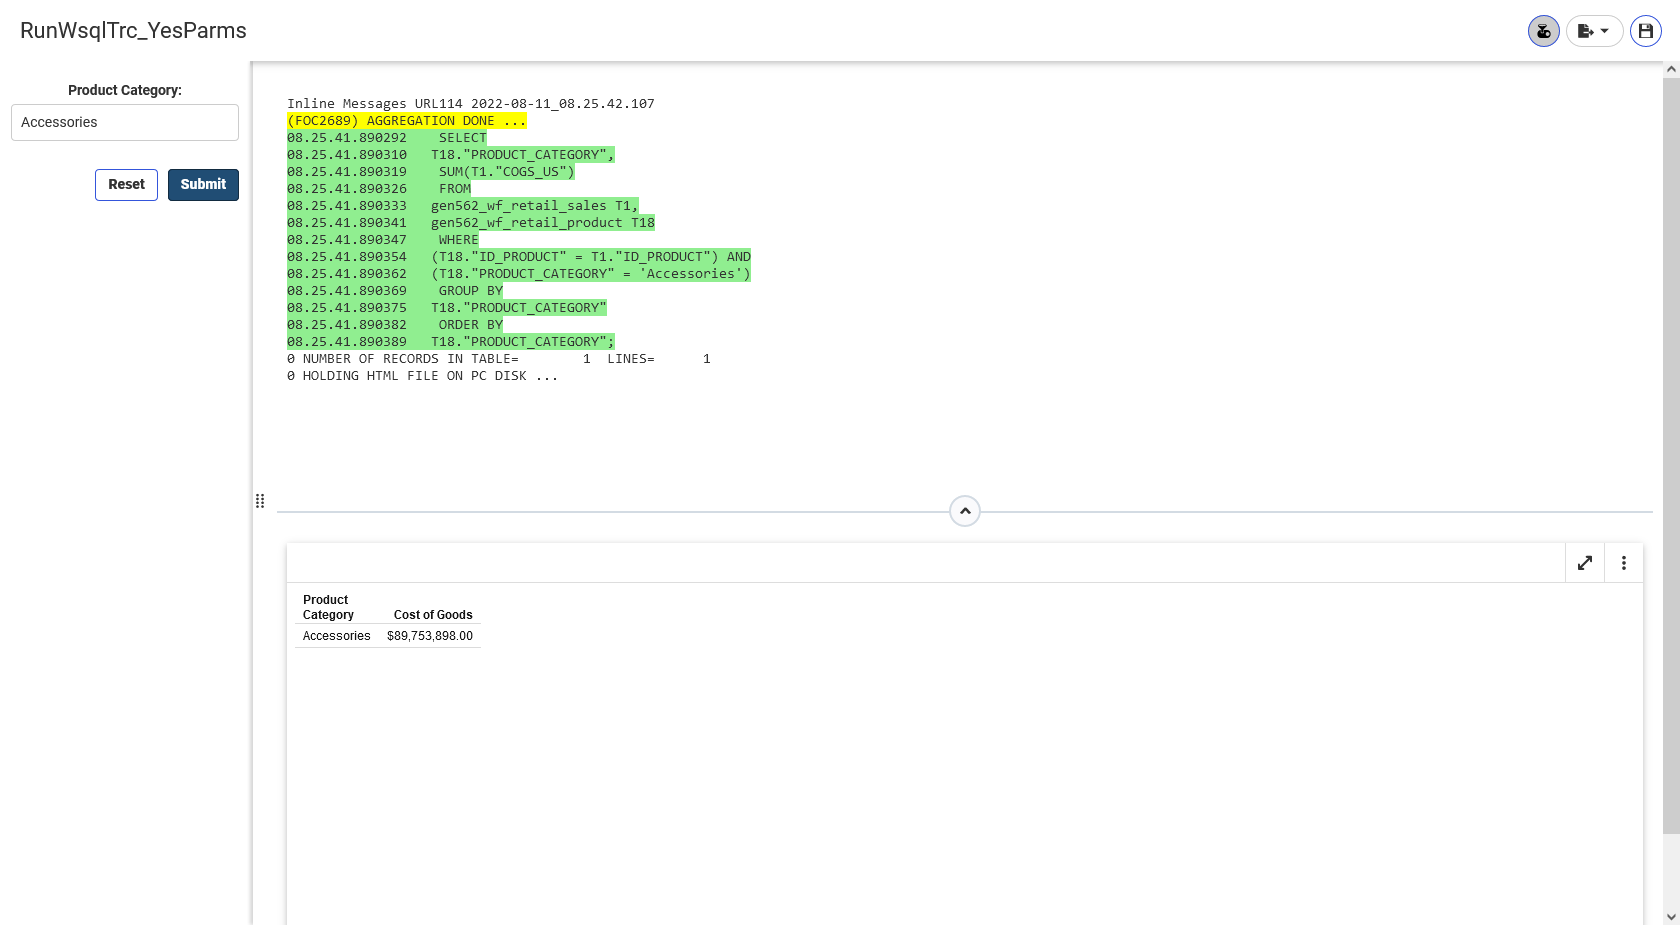 RunWsqlTrc_YesParms
Product Category:
Accessories
Reset Submit
Inline Messages URL114 2022-08-11_08.25.42.107
(FOC2689) AGGREGATION DONE ...
08.25.41.890292    SELECT
08.25.41.890310   T18."PRODUCT_CATEGORY",
08.25.41.890319    SUM(T1."COGS_US")
08.25.41.890326    FROM
08.25.41.890333   gen562_wf_retail_sales T1,
08.25.41.890341   gen562_wf_retail_product T18
08.25.41.890347    WHERE
08.25.41.890354   (T18."ID_PRODUCT" = T1."ID_PRODUCT") AND
08.25.41.890362   (T18."PRODUCT_CATEGORY" = 'Accessories')
08.25.41.890369    GROUP BY
08.25.41.890375   T18."PRODUCT_CATEGORY"
08.25.41.890382    ORDER BY
08.25.41.890389   T18."PRODUCT_CATEGORY";
0 NUMBER OF RECORDS IN TABLE=        1  LINES=      1
0 HOLDING HTML FILE ON PC DISK ...
Product
Category Cost of Goods
Accessories $89,753,898.00